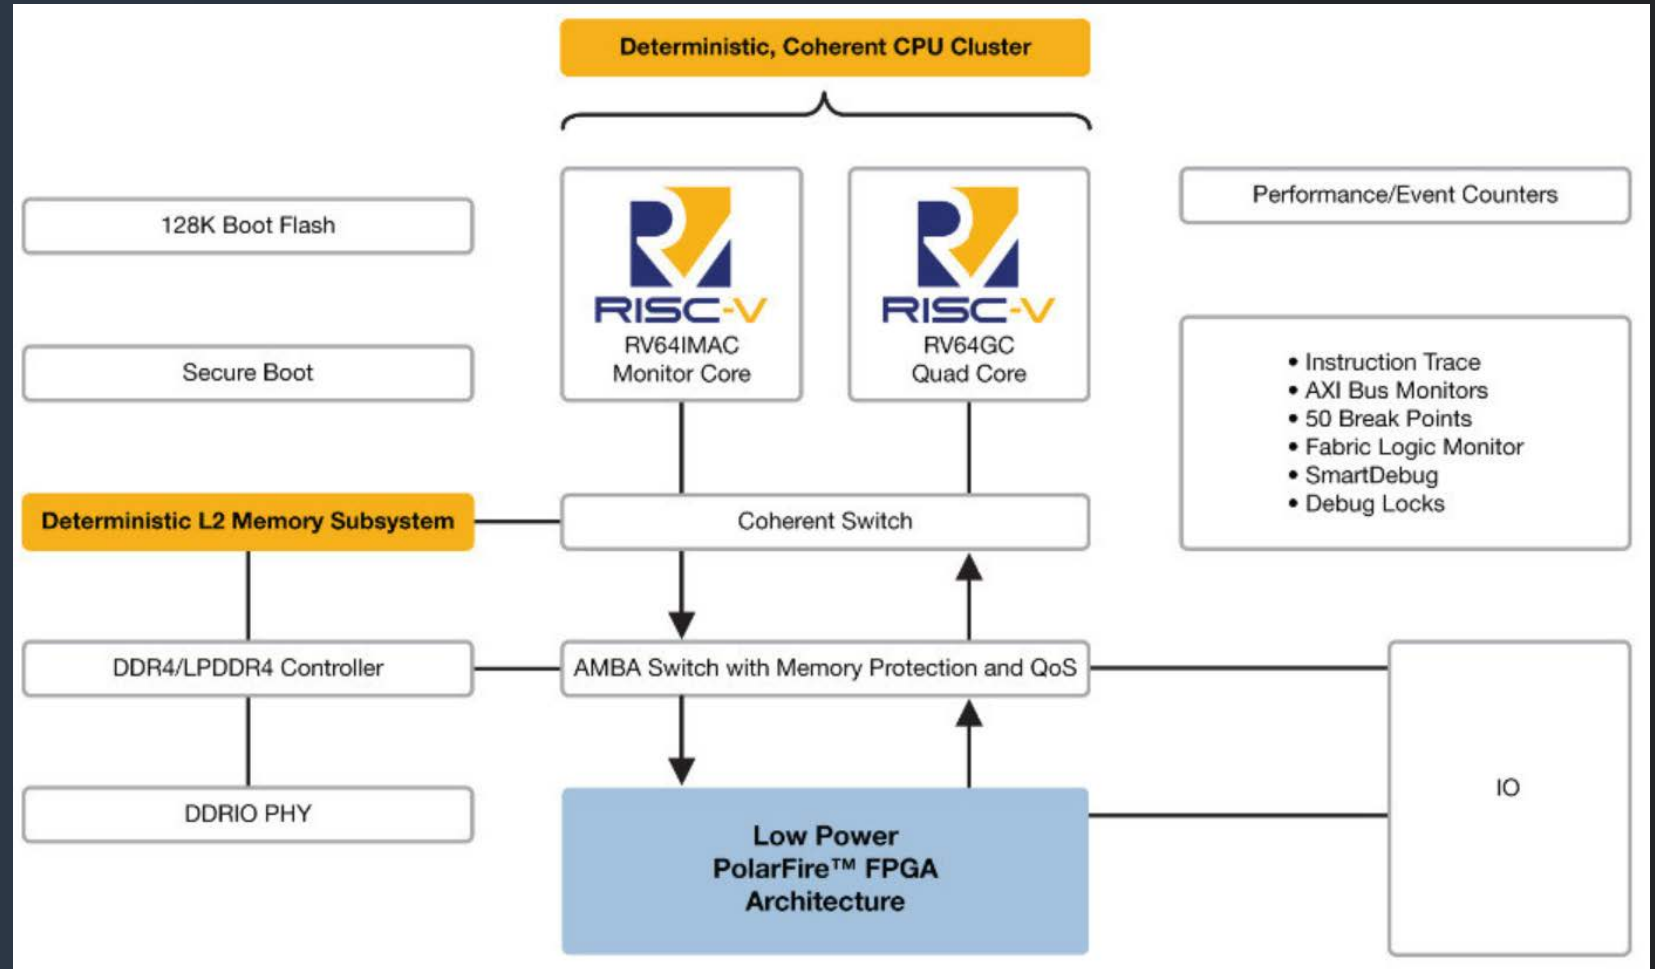 Deterministic, Coherent CPU Cluster
128K Boot Flash
Secure Boot
RISC-V
RV64IMAC
Monitor Core
RISC-V
RV64GC
Quad Core
Performance/Event Counters
• Instruction Trace
• AXI Bus Monitors
• 50 Break Points
• Fabric Logic Monitor
• SmartDebug
• Debug Locks
Deterministic L2 Memory Subsystem
Coherent Switch
DDR4/LPDDR4 Controller
AMBA Switch with Memory Protection and QoS
DDRIO PHY
Low Power
PolarFire™ FPGA
Architecture
IO